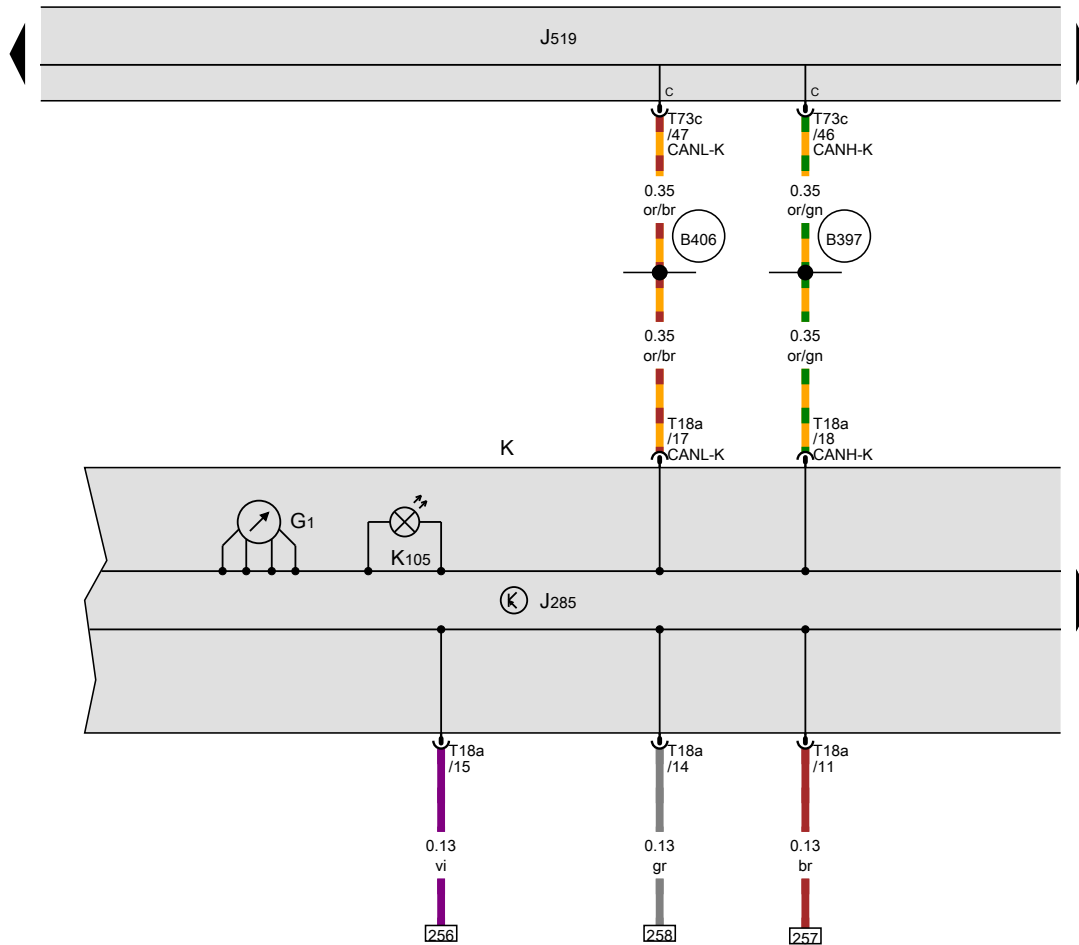 J519
c
c
T73c
/47
CANL-K
T73c
/46
CANH-K
0.35
or/br
0.35
or/gn
B406
B397
0.35
or/br
0.35
or/gn
T18a
/17
CANL-K
T18a
/18
CANH-K
K
G1
K105
J285
T18a
/15
T18a
/14
T18a
/11
0.13
vi
0.13
gr
0.13
br
256
258
257